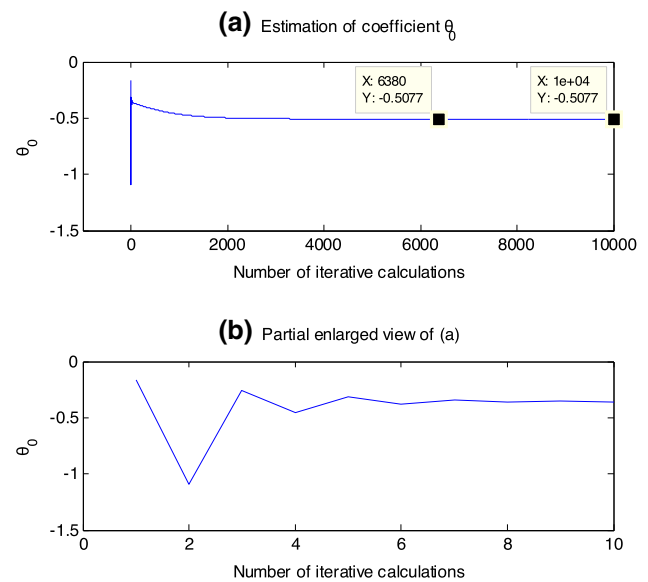 (a) Estimation of coefficient θ0
0
-0.5
-1
-1.5
θ0
X: 6380
Y: -0.5077
X: 1e+04
Y: -0.5077
0 2000 4000 6000 8000 10000
Number of iterative calculations
(b) Partial enlarged view of (a)
0
-0.5
-1
-1.5
θ0
0 2 4 6 8 10
Number of iterative calculations